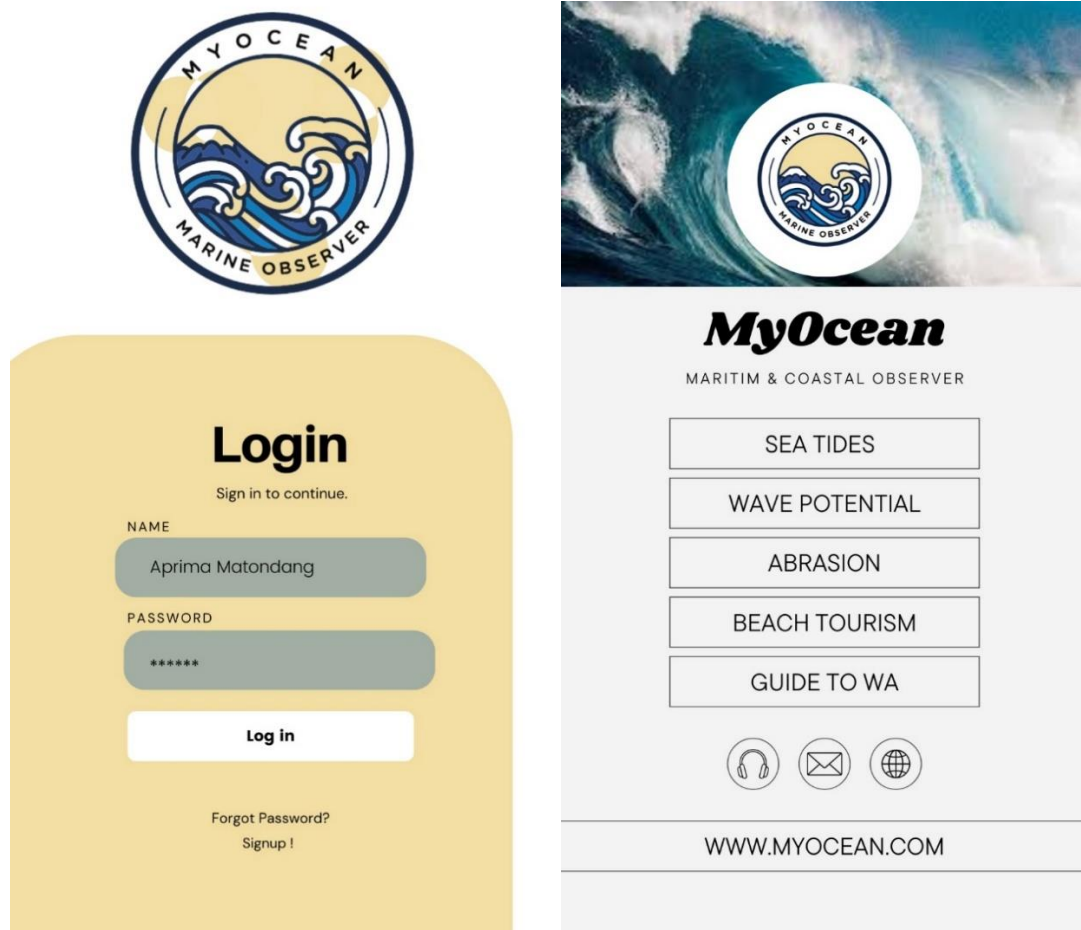 MYOCEAN
MARINE OBSERVER
Login
Sign in to continue.
NAME
Aprima Matondang
PASSWORD
******
Log in
Forgot Password?
Signup !
MYOCEAN
MARINE OBSERVER
MyOcean
MARITIM & COASTAL OBSERVER
SEA TIDES
WAVE POTENTIAL
ABRASION
BEACH TOURISM
GUIDE TO WA
WWW.MYOCEAN.COM